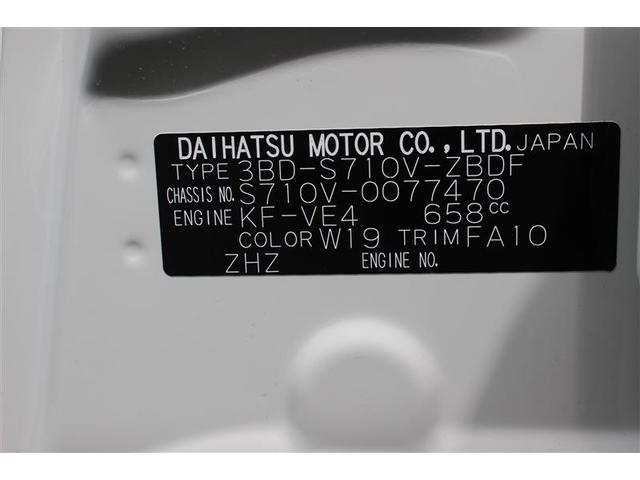 DAIHATSU MOTOR CO.,LTD. JAPAN
TYPE 3BD-S710V-ZBDF
CHASSIS NO. S710V-0077470
ENGINE KF-VE4 658cc
COLOR W19 TRIM FA10
ZHZ ENGINE NO.